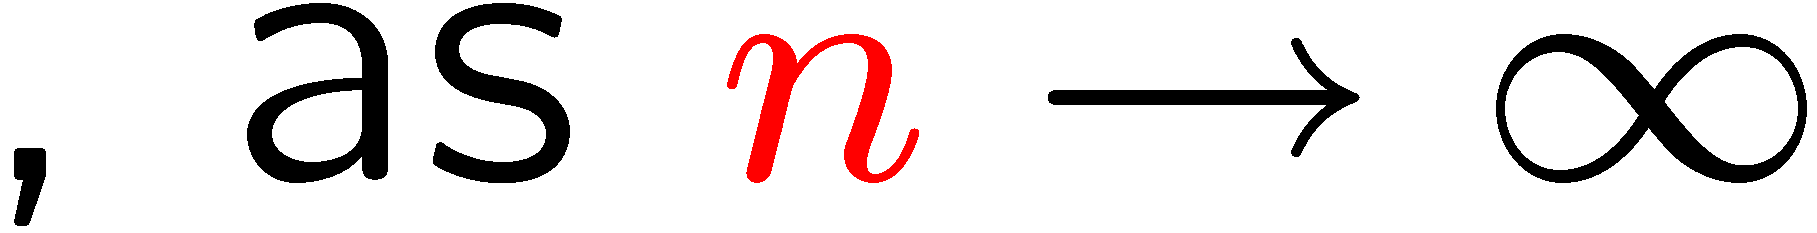 , as n → ∞